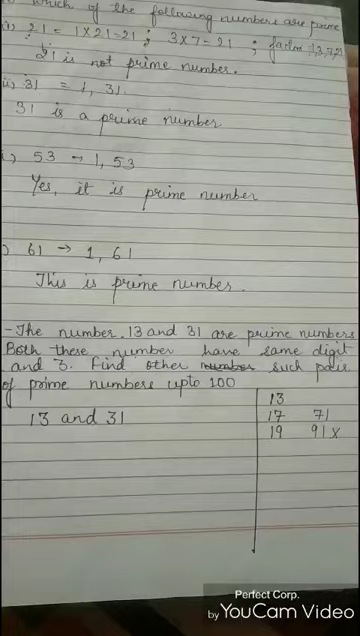 which of the following numbers are prime
i) 21 = 1 x 21 = 21 ; 3 x 7 = 21 ; factor 1,3,7,21
21 is not prime number.
ii) 31 = 1, 31.
31 is a prime number
) 53 → 1, 53
Yes, it is prime number
) 61 → 1, 61
This is prime number.
- The number 13 and 31 are prime numbers
Both these number have same digit
and 3. Find other such pair
of prime numbers upto 100
13 and 31
13
17 71
19 91 x
Perfect Corp.
by YouCam Video